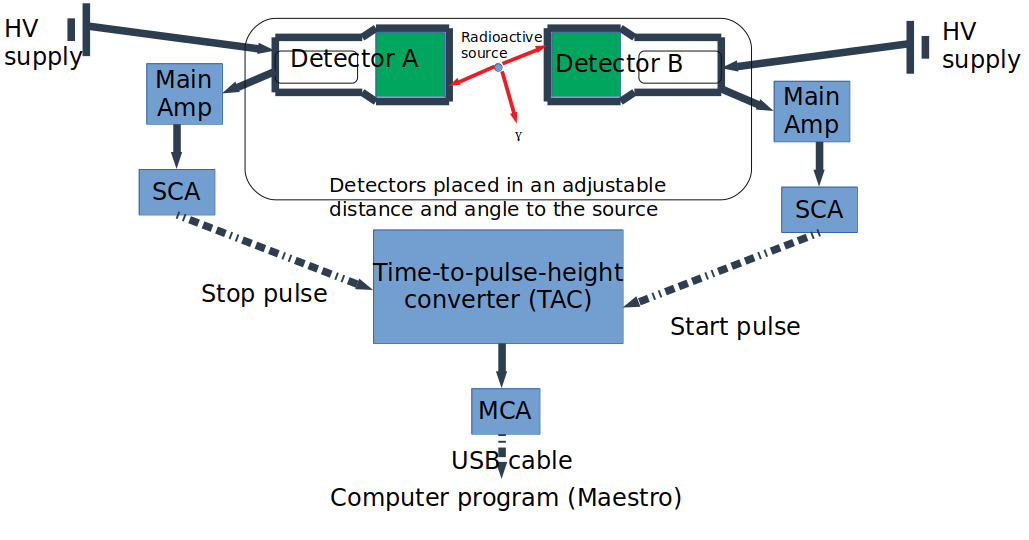 HV
supply
Detector A
Radioactive
source
Detector B
HV
supply
Main
Amp
Main
Amp
γ
SCA
Detectors placed in an adjustable
distance and angle to the source
SCA
Time-to-pulse-height
converter (TAC)
Stop pulse
Start pulse
MCA
USB cable
Computer program (Maestro)